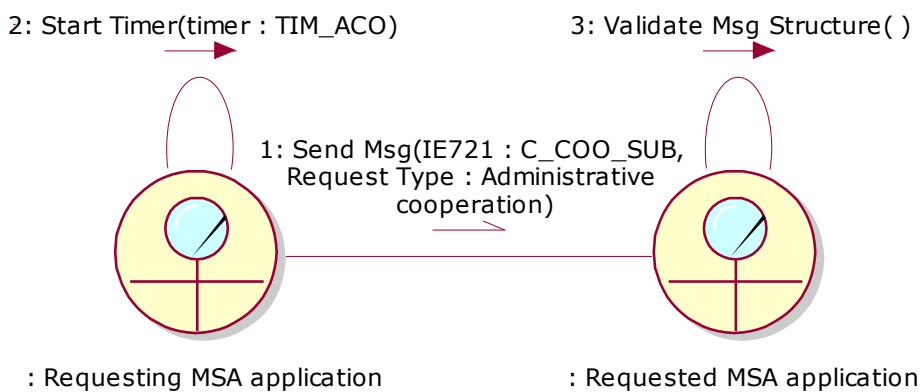 2: Start Timer(timer : TIM_ACO)
3: Validate Msg Structure( )
1: Send Msg(IE721 : C_COO_SUB,
Request Type : Administrative
cooperation)
: Requesting MSA application
: Requested MSA application